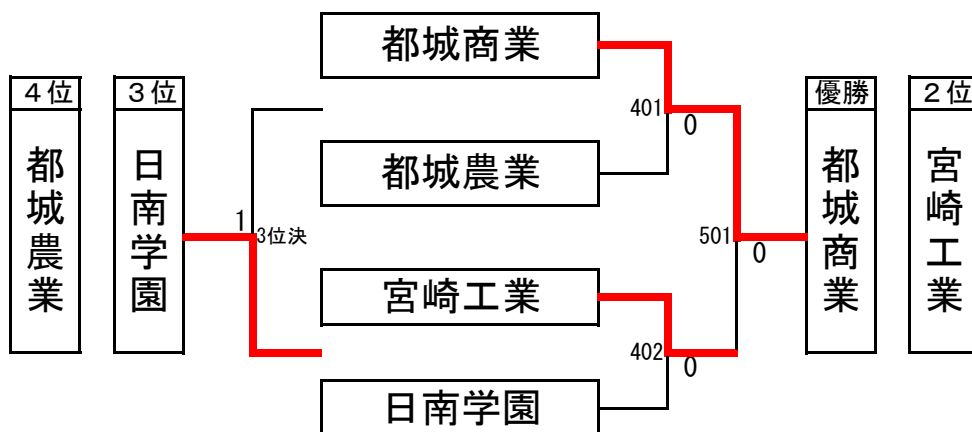 ４位
都城農業
３位
日南学園
1
3位決
都城商業
都城農業
宮崎工業
日南学園
401
0
402
0
501
0
優勝
都城商業
２位
宮崎工業